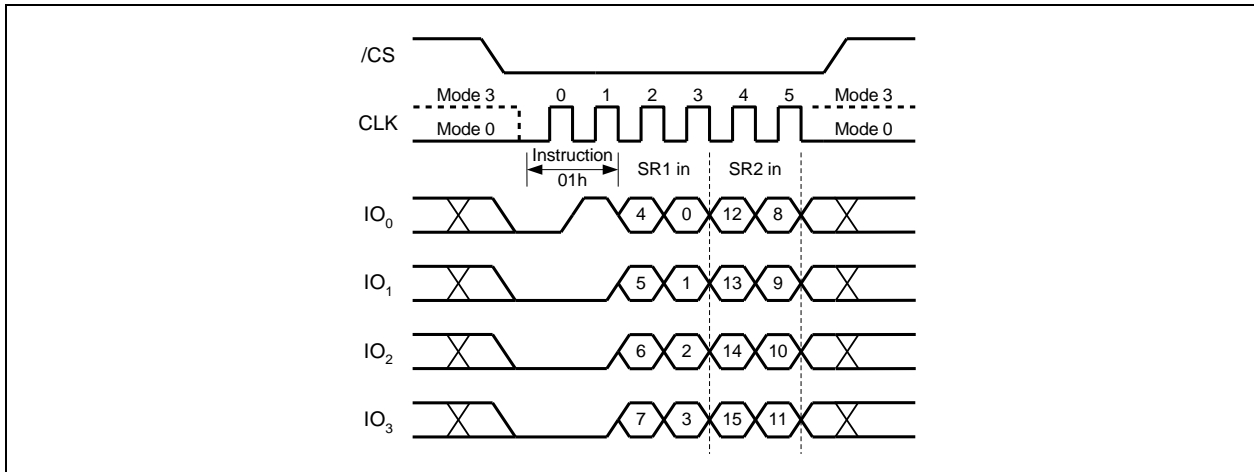 /CS
Mode 3 0 1 2 3 4 5 Mode 3
CLK Mode 0 Mode 0
Instruction SR1 in SR2 in
01h
IO0 4 0 12 8
IO1 5 1 13 9
IO2 6 2 14 10
IO3 7 3 15 11